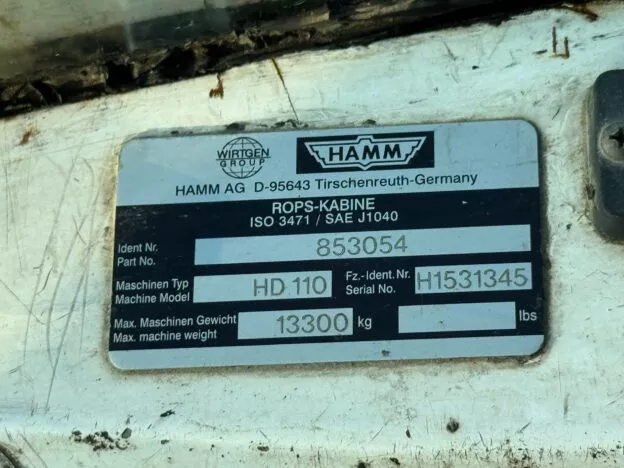 WIRTGEN
GROUP
HAMM
HAMM AG D-95643 Tirschenreuth-Germany
ROPS-KABINE
ISO 3471 / SAE J1040
Ident Nr.
Part No.
853054
Maschinen Typ
Machine Model
HD 110
Fz.-Ident. Nr.
Serial No.
H1531345
Max. Maschinen Gewicht
Max. machine weight
13300 kg
lbs